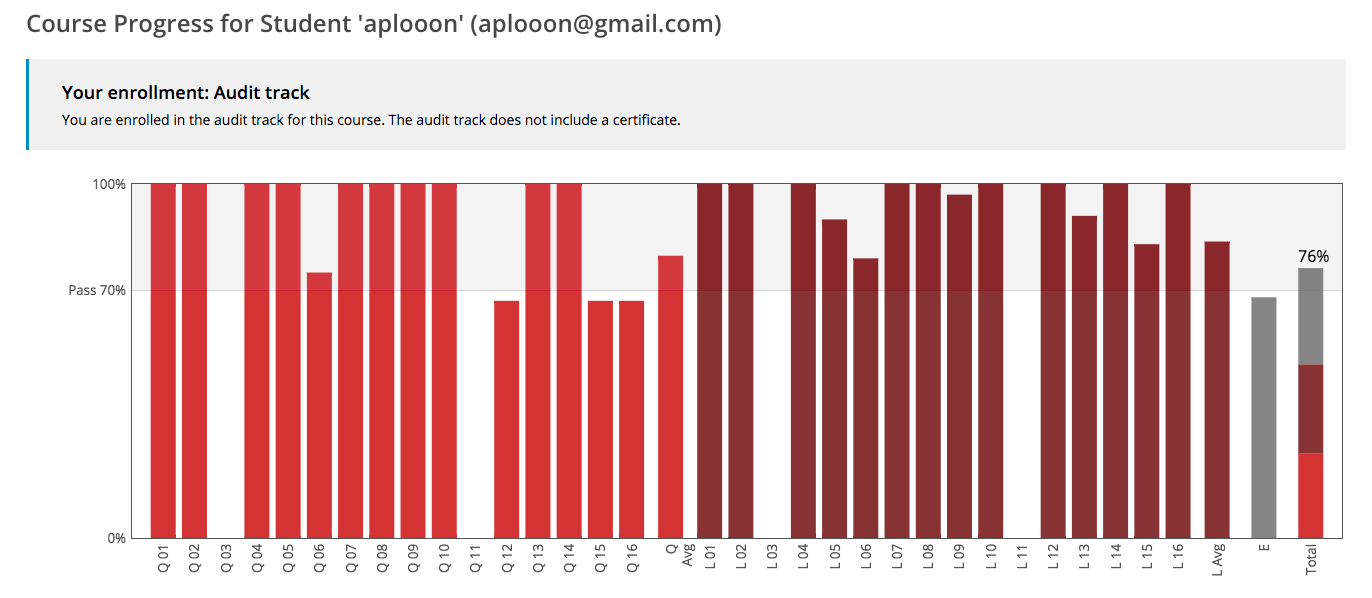 Course Progress for Student 'aplooon' (aplooon@gmail.com)
Your enrollment: Audit track
You are enrolled in the audit track for this course. The audit track does not include a certificate.
100%
76%
Pass 70%
0%
Q 01
Q 02
Q 03
Q 04
Q 05
Q 06
Q 07
Q 08
Q 09
Q 10
Q 11
Q 12
Q 13
Q 14
Q 15
Q 16
Q
Avg
L 01
L 02
L 03
L 04
L 05
L 06
L 07
L 08
L 09
L 10
L 11
L 12
L 13
L 14
L 15
L 16
L Avg
E
Total